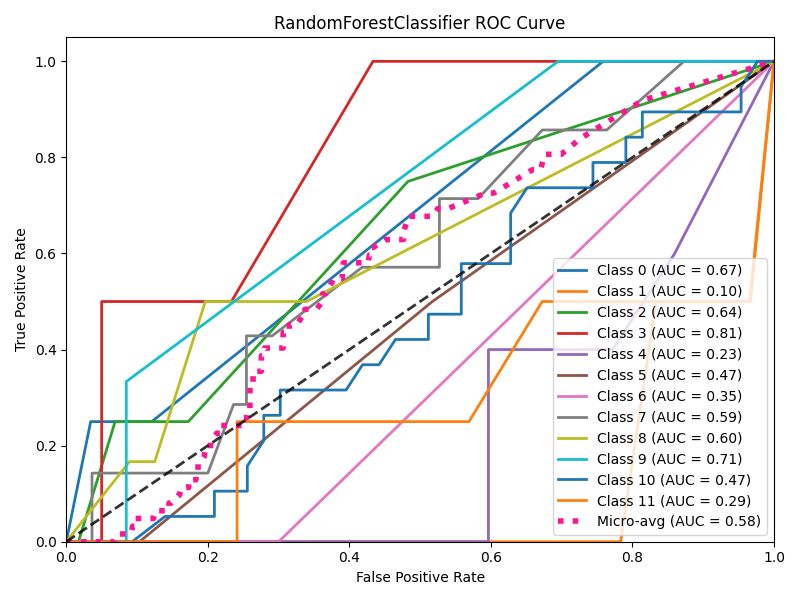 RandomForestClassifier ROC Curve
True Positive Rate
1.0
0.8
0.6
0.4
0.2
0.0
Class 0 (AUC = 0.67)
Class 1 (AUC = 0.10)
Class 2 (AUC = 0.64)
Class 3 (AUC = 0.81)
Class 4 (AUC = 0.23)
Class 5 (AUC = 0.47)
Class 6 (AUC = 0.35)
Class 7 (AUC = 0.59)
Class 8 (AUC = 0.60)
Class 9 (AUC = 0.71)
Class 10 (AUC = 0.47)
Class 11 (AUC = 0.29)
Micro-avg (AUC = 0.58)
0.0 0.2 0.4 0.6 0.8 1.0
False Positive Rate